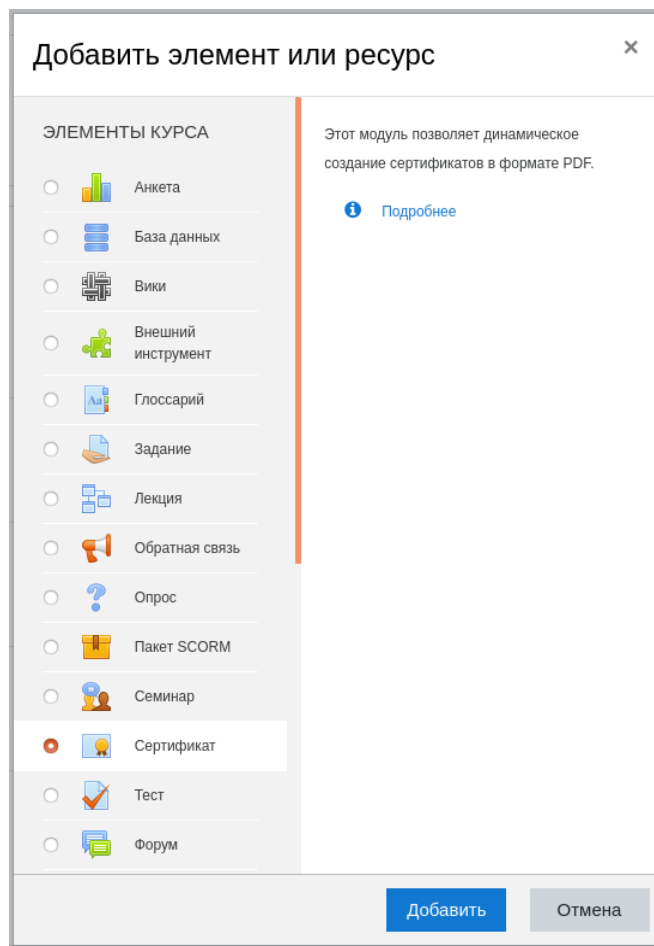 Добавить элемент или ресурс
×
ЭЛЕМЕНТЫ КУРСА
Анкета
База данных
Вики
Внешний
инструмент
Глоссарий
Задание
Лекция
Обратная связь
Опрос
Пакет SCORM
Семинар
Сертификат
Тест
Форум
Этот модуль позволяет динамическое
создание сертификатов в формате PDF.
Подробнее
Добавить
Отмена